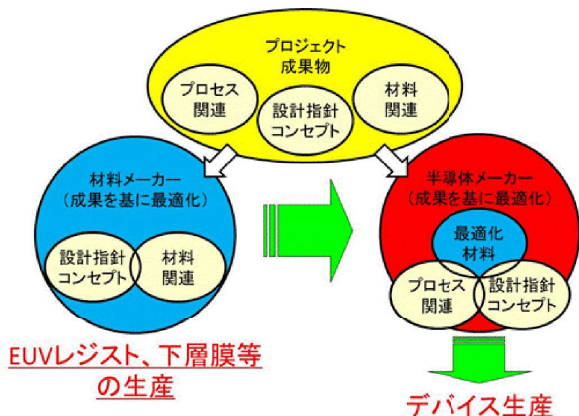 プロジェクト
成果物
プロセス
関連
設計指針
コンセプト
材料
関連
材料メーカー
(成果を基に最適化)
設計指針
コンセプト
材料
関連
EUVレジスト、下層膜等
の生産
半導体メーカー
(成果を基に最適化)
最適化
材料
プロセス
関連
設計指針
コンセプト
デバイス生産